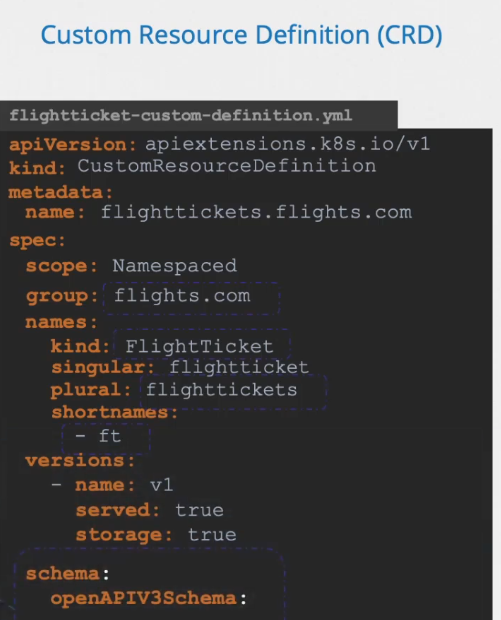 Custom Resource Definition (CRD)
flightticket-custom-definition.yml
apiVersion: apiextensions.k8s.io/v1
kind: CustomResourceDefinition
metadata:
name: flighttickets.flights.com
spec:
scope: Namespaced
group: flights.com
names:
kind: FlightTicket
singular: flightticket
plural: flighttickets
shortnames:
- ft
versions:
- name: v1
served: true
storage: true
schema:
openAPIV3Schema: